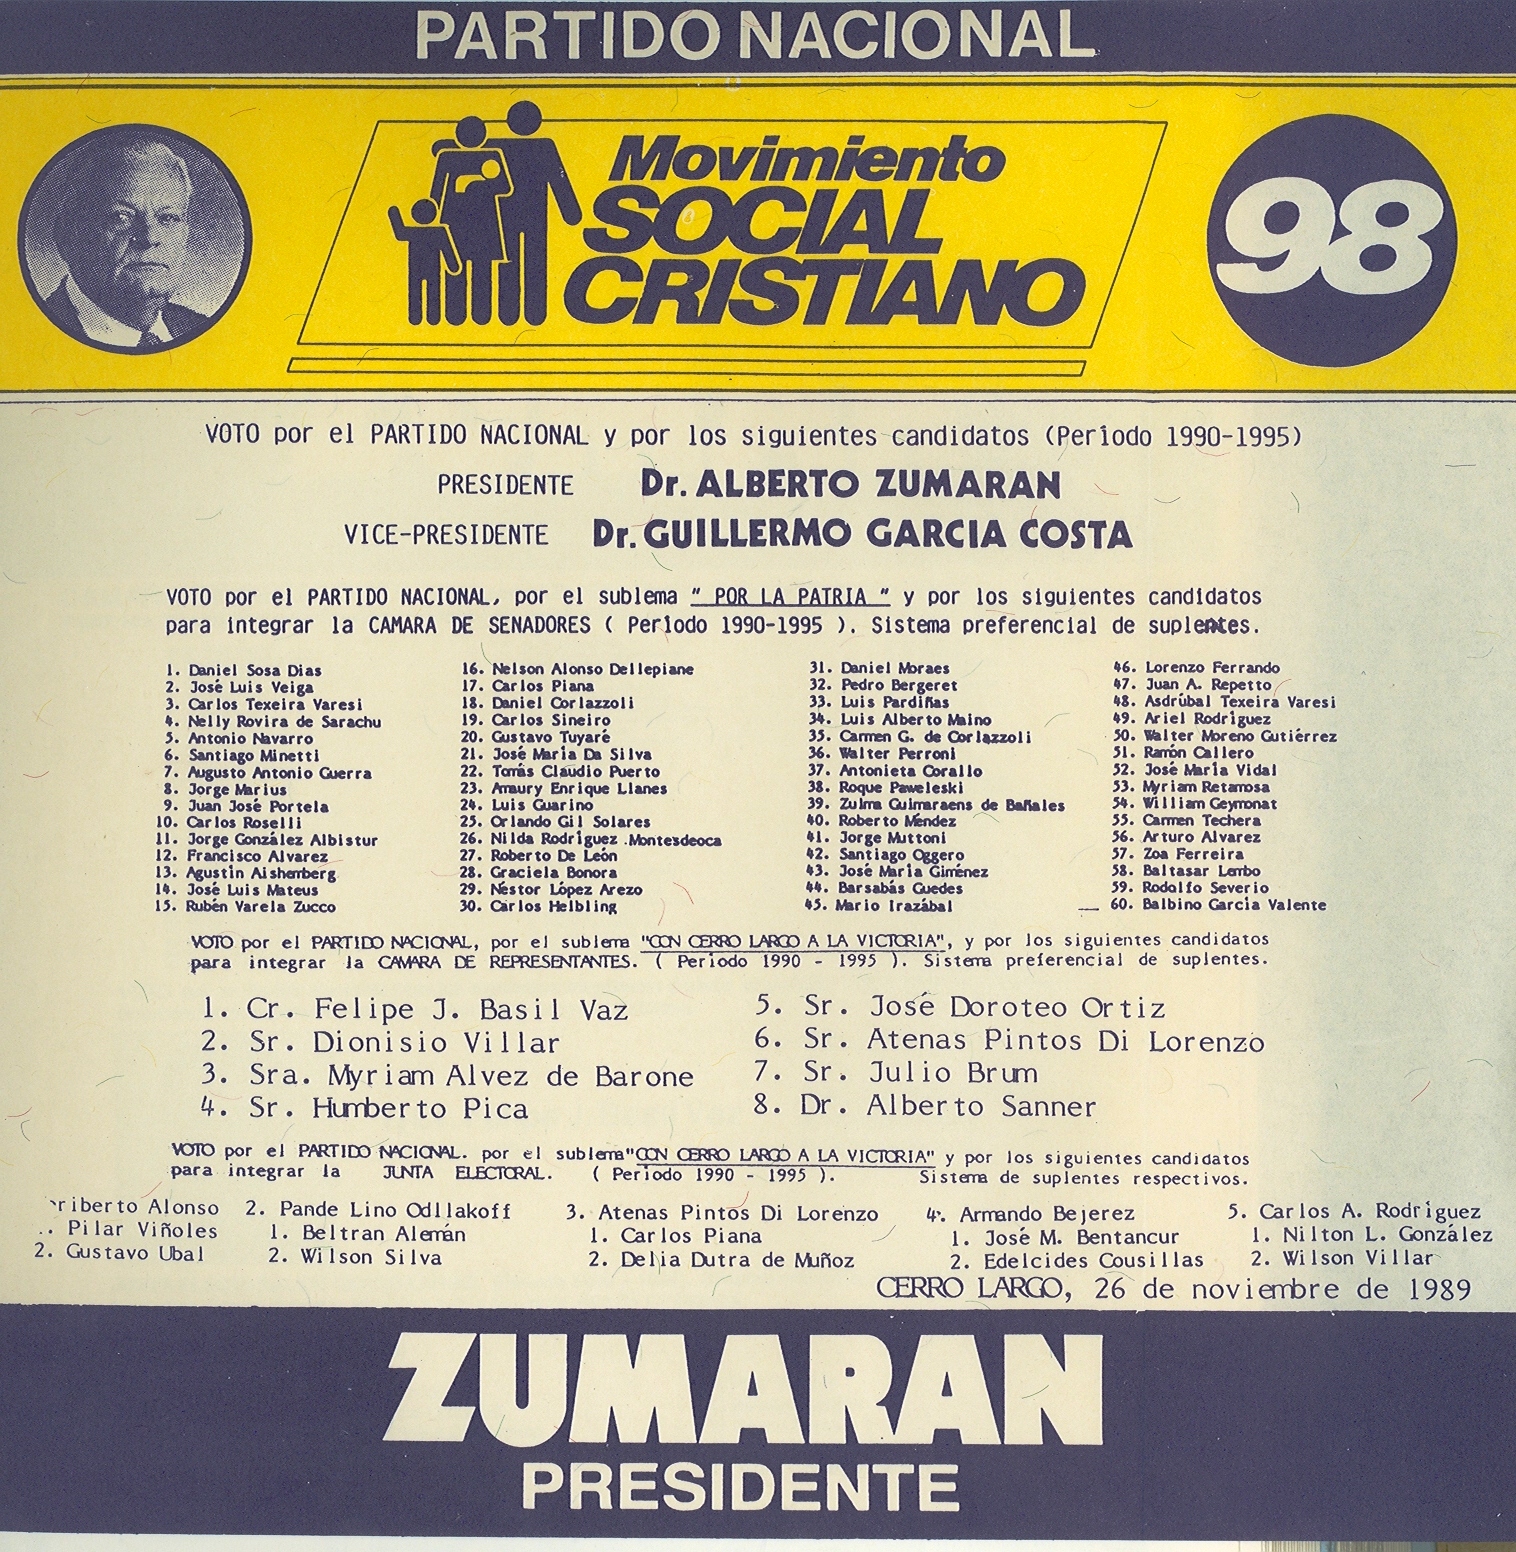 PARTIDO NACIONAL
Movimiento
SOCIAL
CRISTIANO
98
VOTO por el PARTIDO NACIONAL y por los siguientes candidatos (Período 1990-1995)
PRESIDENTE Dr. ALBERTO ZUMARAN
VICE-PRESIDENTE Dr. GUILLERMO GARCIA COSTA
VOTO por el PARTIDO NACIONAL, por el sublema " POR LA PATRIA " y por los siguientes candidatos
para integrar la CAMARA DE SENADORES ( Período 1990-1995 ). Sistema preferencial de suplentes.
1. Daniel Sosa Dias
2. José Luis Veiga
3. Carlos Texeira Varesi
4. Nelly Rovira de Sarachu
5. Antonio Navarro
6. Santiago Minetti
7. Augusto Antonio Guerra
8. Jorge Marius
9. Juan José Portela
10. Carlos Roselli
11. Jorge González Albistur
12. Francisco Alvarez
13. Agustín Aishemberg
14. José Luis Mateus
15. Rubén Varela Zucco
16. Nelson Alonso Dellepiane
17. Carlos Piana
18. Daniel Corlazzoli
19. Carlos Sineiro
20. Gustavo Tuyaré
21. José María Da Silva
22. Tomás Claudio Puerto
23. Amaury Enrique Llanes
24. Luis Guarino
25. Orlando Gil Solares
26. Nilda Rodríguez Montesdeoca
27. Roberto De León
28. Graciela Bonora
29. Néstor López Arezo
30. Carlos Helbling
31. Daniel Moraes
32. Pedro Bergeret
33. Luis Pardiñas
34. Luis Alberto Maino
35. Carmen G. de Corlazzoli
36. Walter Perroni
37. Antonieta Corallo
38. Roque Paweleski
39. Zulma Guimaraens de Bañales
40. Roberto Méndez
41. Jorge Muttoni
42. Santiago Oggero
43. José María Giménez
44. Barsabás Guedes
45. Mario Irazábal
46. Lorenzo Ferrando
47. Juan A. Repetto
48. Asdrúbal Texeira Varesi
49. Ariel Rodríguez
50. Walter Moreno Gutiérrez
51. Ramón Callero
52. José María Vidal
53. Myriam Retamosa
54. William Geymonat
55. Carmen Techera
56. Arturo Alvarez
57. Zoa Ferreira
58. Baltasar Lembo
59. Rodolfo Severio
60. Balbino García Valente
VOTO por el PARTIDO NACIONAL, por el sublema "CON CERRO LARGO A LA VICTORIA", y por los siguientes candidatos
para integrar la CAMARA DE REPRESENTANTES. ( Período 1990 - 1995 ). Sistema preferencial de suplentes.
1. Cr. Felipe J. Basil Vaz
2. Sr. Dionisio Villar
3. Sra. Myriam Alvez de Barone
4. Sr. Humberto Pica
5. Sr. José Doroteo Ortiz
6. Sr. Atenas Pintos Di Lorenzo
7. Sr. Julio Brum
8. Dr. Alberto Sanner
VOTO por el PARTIDO NACIONAL. por el sublema "CON CERRO LARGO A LA VICTORIA" y por los siguientes candidatos
para integrar la JUNTA ELECTORAL. ( Período 1990 - 1995 ). Sistema de suplentes respectivos.
riberto Alonso
Pilar Viñoles
2. Gustavo Ubal
2. Pande Lino Odllakoff
1. Beltran Alemán
2. Wilson Silva
3. Atenas Pintos Di Lorenzo
1. Carlos Piana
2. Delia Dutra de Muñoz
4. Armando Bejerez
1. José M. Bentancur
2. Edelcides Cousillas
5. Carlos A. Rodríguez
1. Nilton L. González
2. Wilson Villar
CERRO LARGO, 26 de noviembre de 1989
ZUMARAN
PRESIDENTE